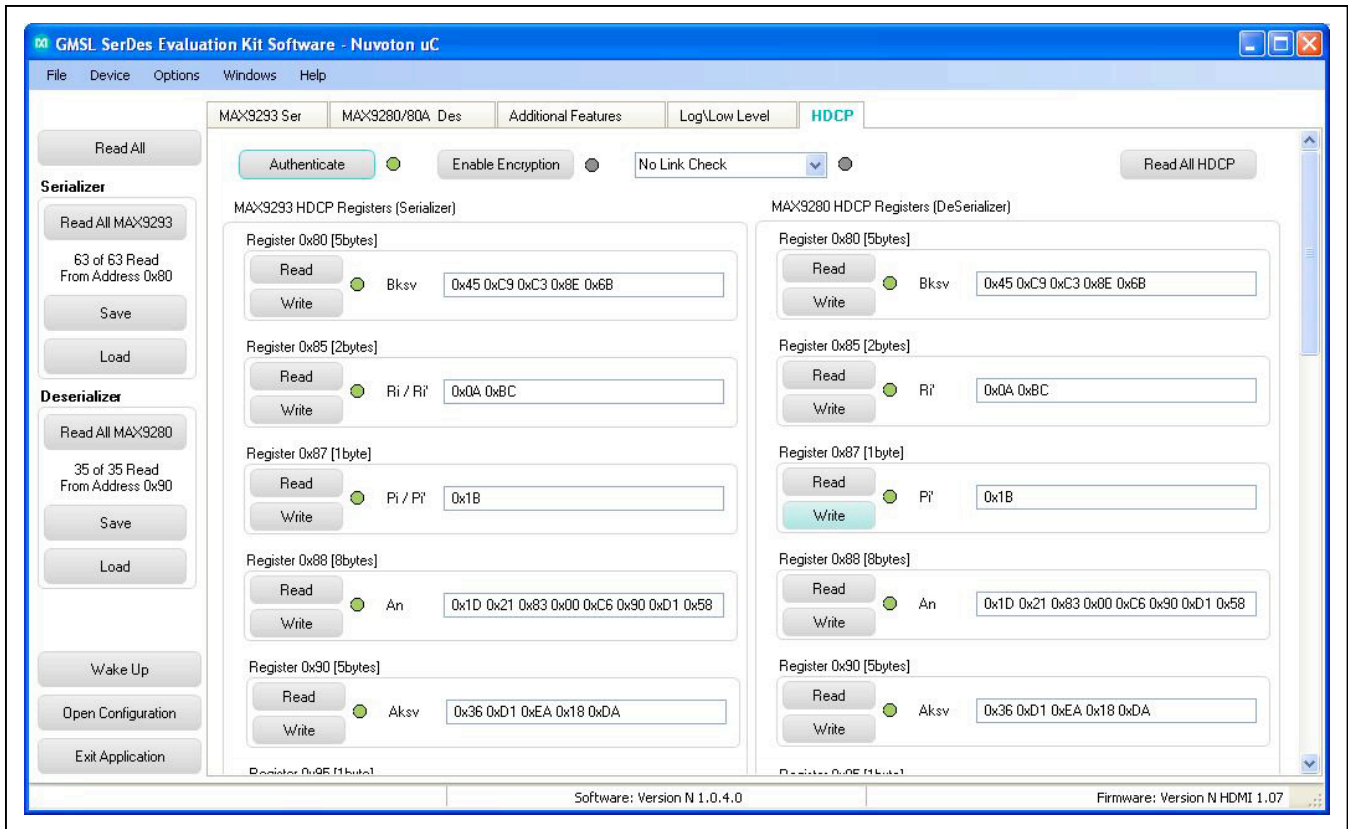 GMSL SerDes Evaluation Kit Software - Nuvoton uC
File Device Options Windows Help
MAX9293 Ser MAX9280/80A Des Additional Features Log\Low Level HDCP
Read All
Serializer
Read All MAX9293
63 of 63 Read
From Address 0x80
Save
Load
Deserializer
Read All MAX9280
35 of 35 Read
From Address 0x90
Save
Load
Wake Up
Open Configuration
Exit Application
Authenticate Enable Encryption No Link Check Read All HDCP
MAX9293 HDCP Registers (Serializer)
Register 0x80 [5bytes]
Read
Bksv 0x45 0xC9 0xC3 0x8E 0x6B
Write
Register 0x85 [2bytes]
Read
Ri / Ri' 0x0A 0xBC
Write
Register 0x87 [1byte]
Read
Pi / Pi' 0x1B
Write
Register 0x88 [8bytes]
Read
An 0x1D 0x21 0x83 0x00 0xC6 0x90 0xD1 0x58
Write
Register 0x90 [5bytes]
Read
Aksv 0x36 0xD1 0xEA 0x18 0xDA
Write
Register 0x95 [1byte]
MAX9280 HDCP Registers (DeSerializer)
Register 0x80 [5bytes]
Read
Bksv 0x45 0xC9 0xC3 0x8E 0x6B
Write
Register 0x85 [2bytes]
Read
Ri' 0x0A 0xBC
Write
Register 0x87 [1byte]
Read
Pi' 0x1B
Write
Register 0x88 [8bytes]
Read
An 0x1D 0x21 0x83 0x00 0xC6 0x90 0xD1 0x58
Write
Register 0x90 [5bytes]
Read
Aksv 0x36 0xD1 0xEA 0x18 0xDA
Write
Register 0x95 [1byte]
Software: Version N 1.0.4.0
Firmware: Version N HDMI 1.07